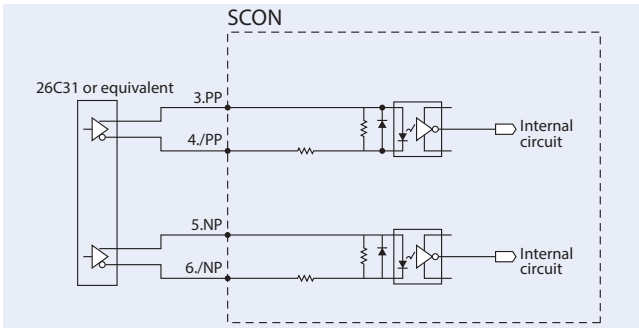 SCON
26C31 or equivalent
3.PP
4./PP
Internal
circuit
5.NP
6./NP
Internal
circuit